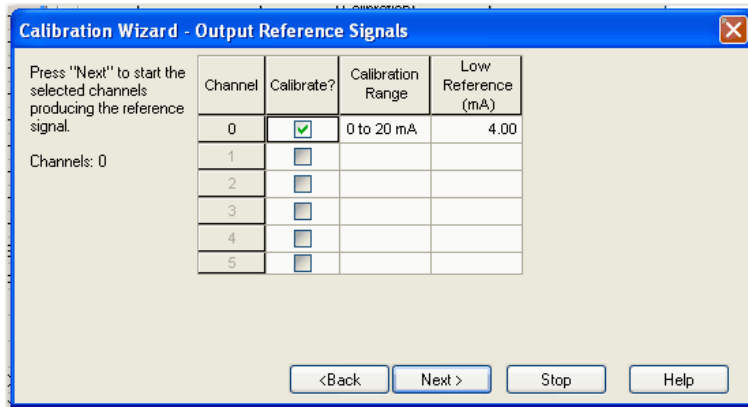 Calibration Wizard - Output Reference Signals
Press "Next" to start the
selected channels
producing the reference
signal.
Channels: 0
Channel Calibrate? Calibration Range Low Reference (mA)
0 0 to 20 mA 4.00
1
2
3
4
5
<Back Next > Stop Help